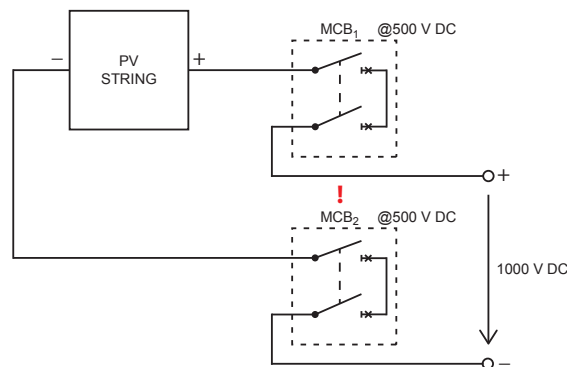 MCB1 @500 V DC
– PV +
STRING
+
!
MCB2 @500 V DC
1000 V DC
–